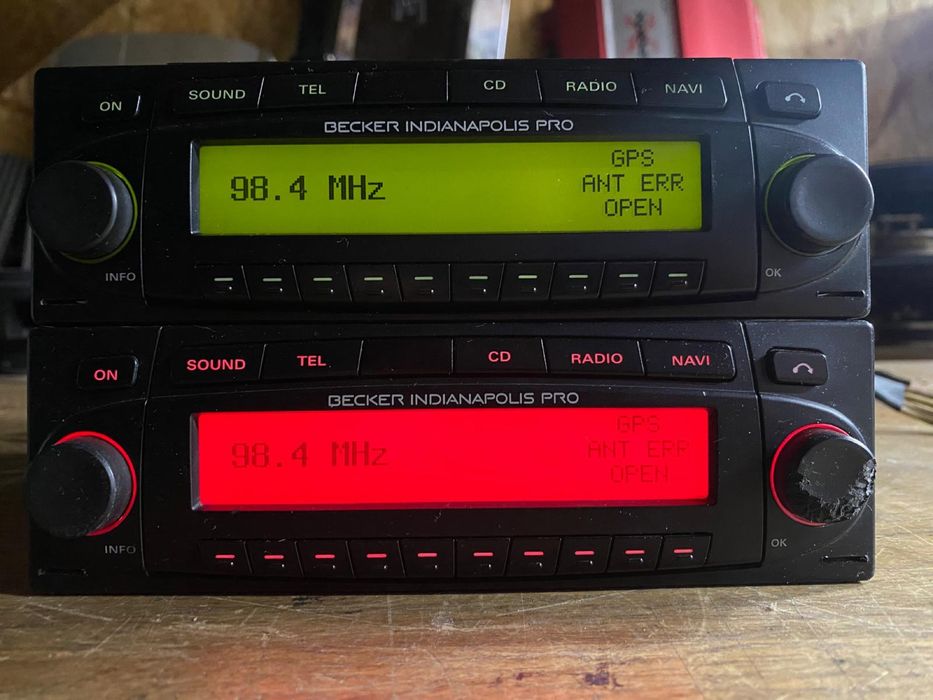 ON
SOUND
TEL
CD
RADIO
NAVI
BECKER INDIANAPOLIS PRO
98.4 MHz
GPS
ANT ERR
OPEN
INFO
OK
ON
SOUND
TEL
CD
RADIO
NAVI
BECKER INDIANAPOLIS PRO
98.4 MHz
GPS
ANT ERR
OPEN
INFO
OK